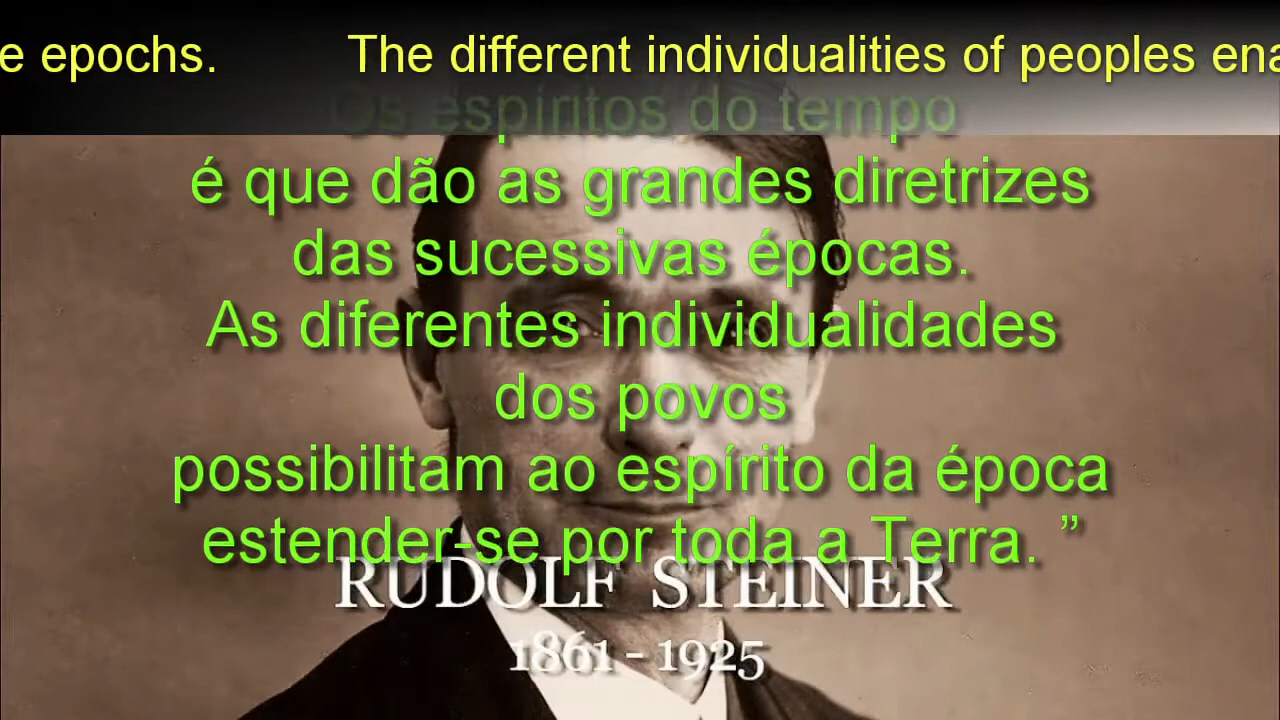 e epochs. The different individualities of peoples ena
Os espíritos do tempo
é que dão as grandes diretrizes
das sucessivas épocas.
As diferentes individualidades
dos povos
possibilitam ao espírito da época
estender-se por toda a Terra. ”
RUDOLF STEINER
1861 - 1925